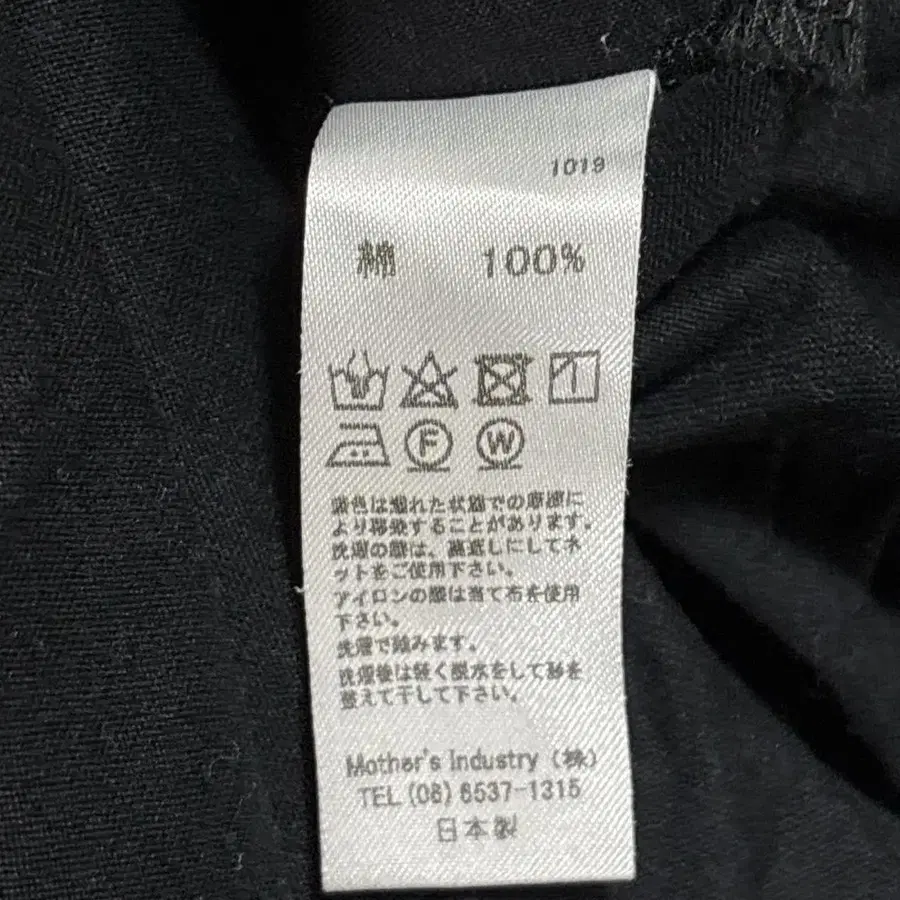 1019
綿 100%
F W
濃色は濡れた状態での摩擦に
より移染することがあります。
洗濯の際は、裏返しにしてネ
ットをご使用下さい。
アイロンの際は当て布を使用
下さい。
洗濯で縮みます。
洗濯後は軽く脱水をして形を
整えて干して下さい。
Mother's Industry (株)
TEL (06) 6537-1315
日本製